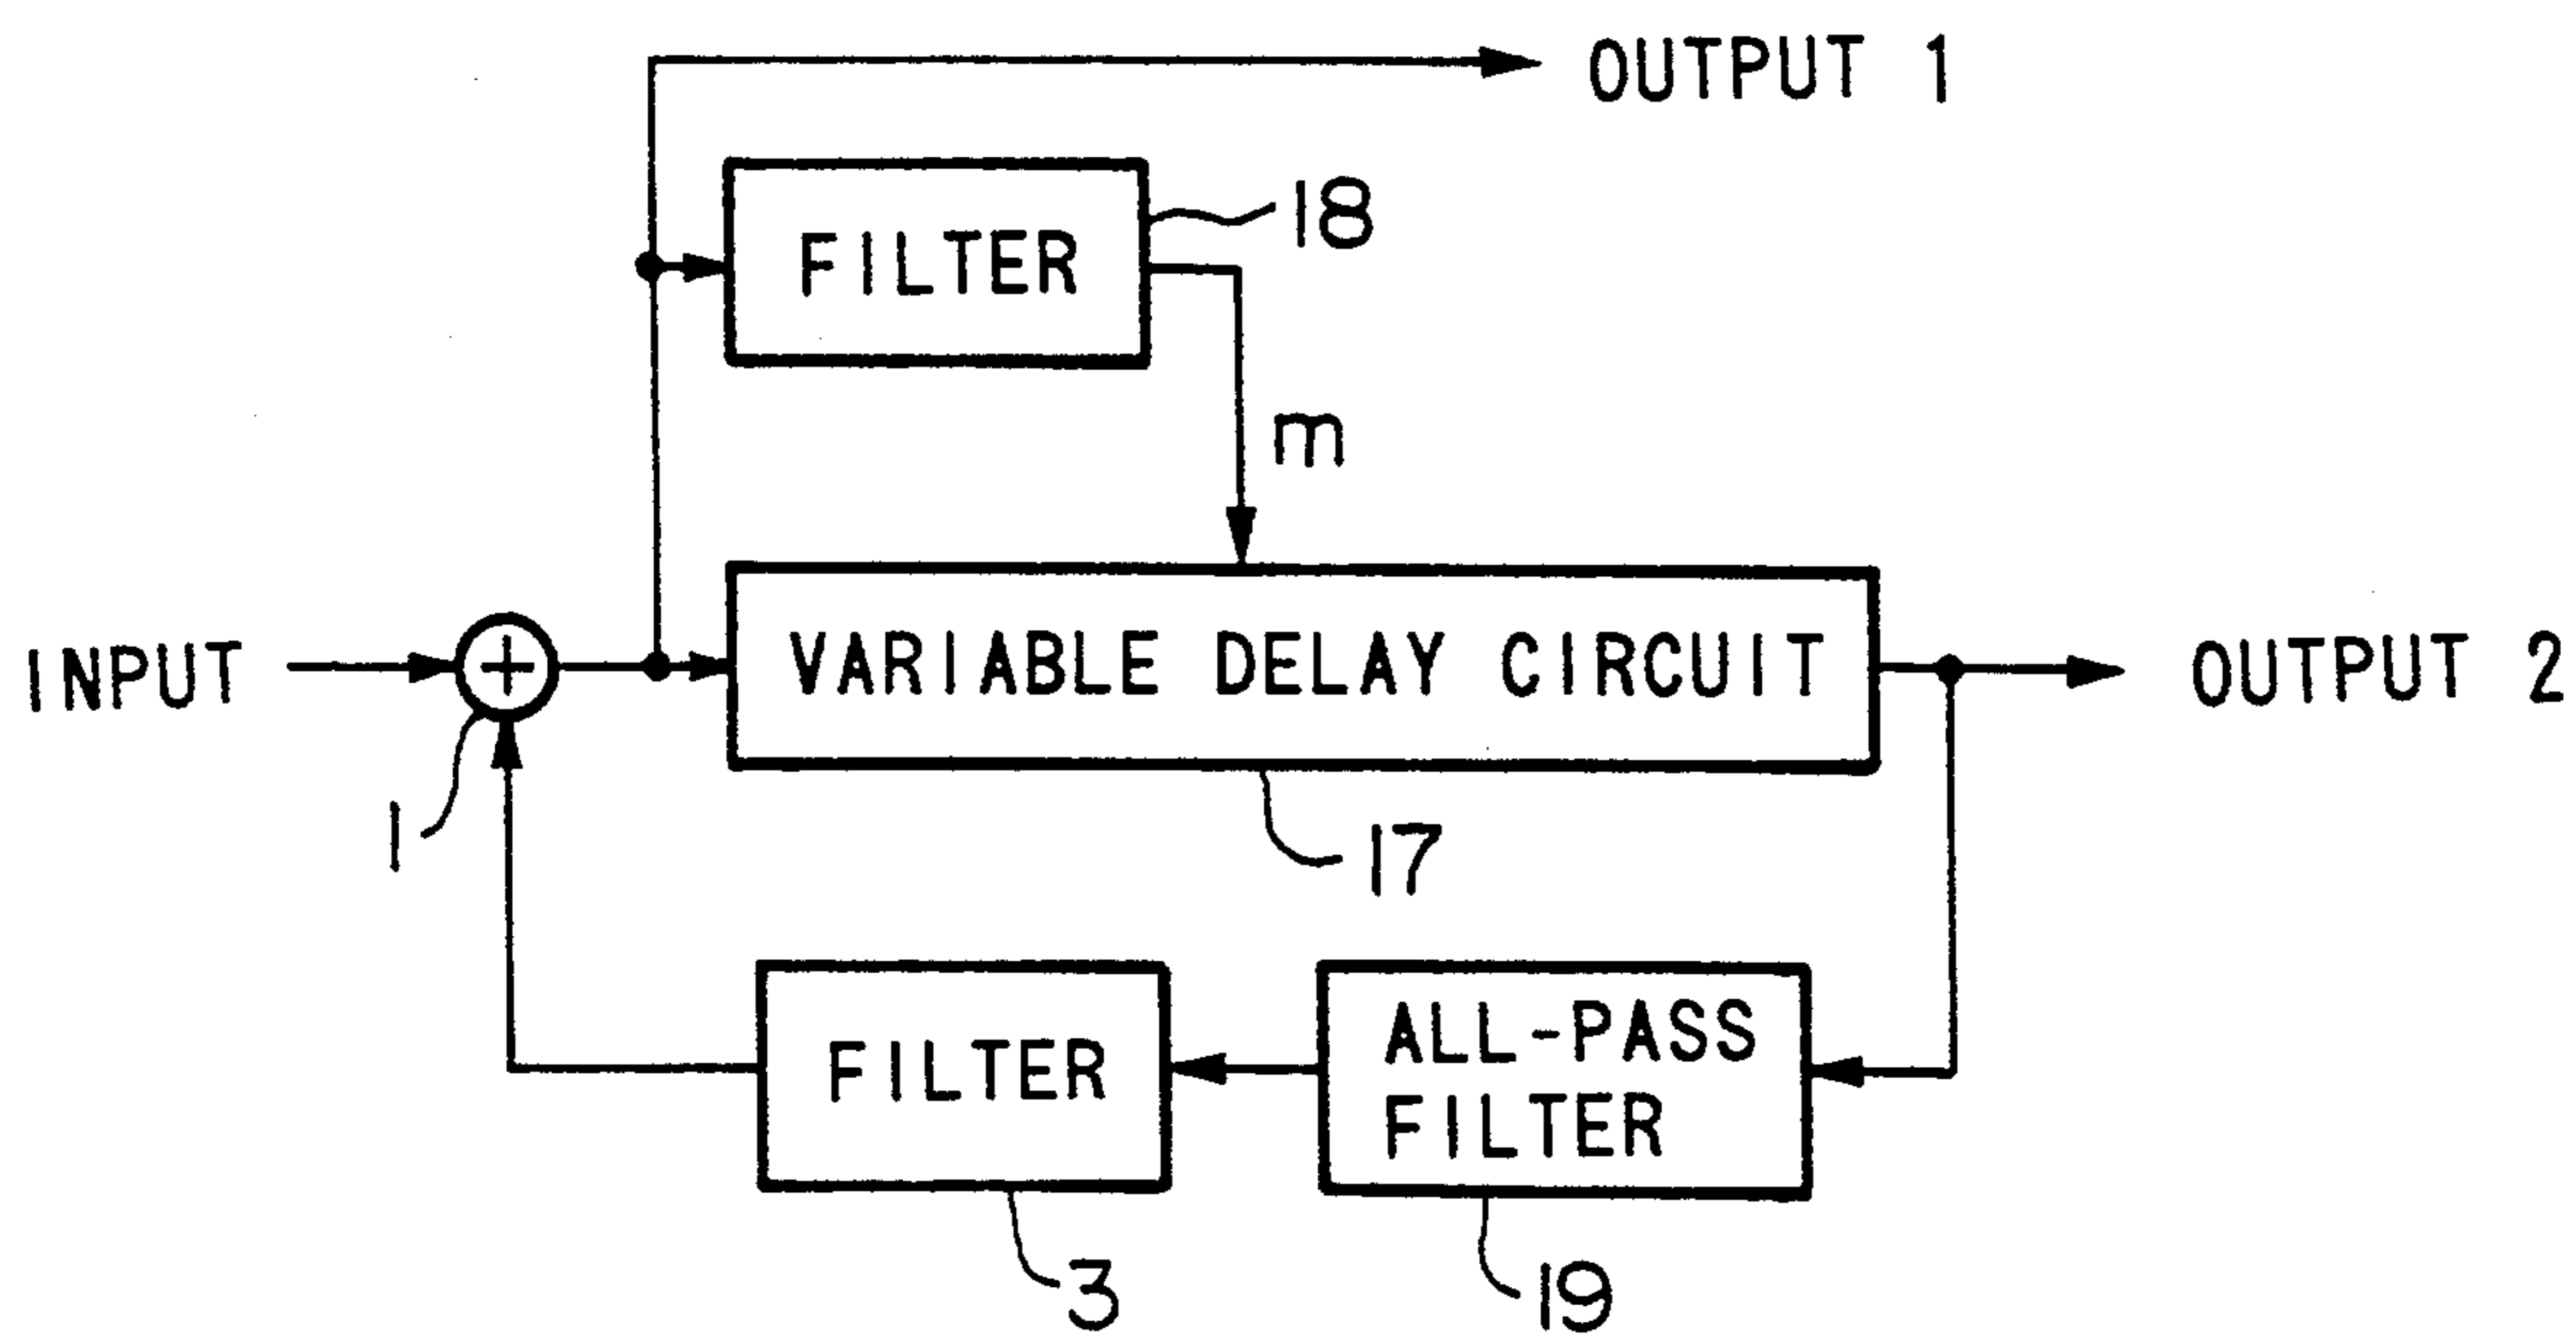 OUTPUT 1
18
FILTER
m
INPUT
+
VARIABLE DELAY CIRCUIT
OUTPUT 2
1
17
FILTER
ALL-PASS
FILTER
3
19